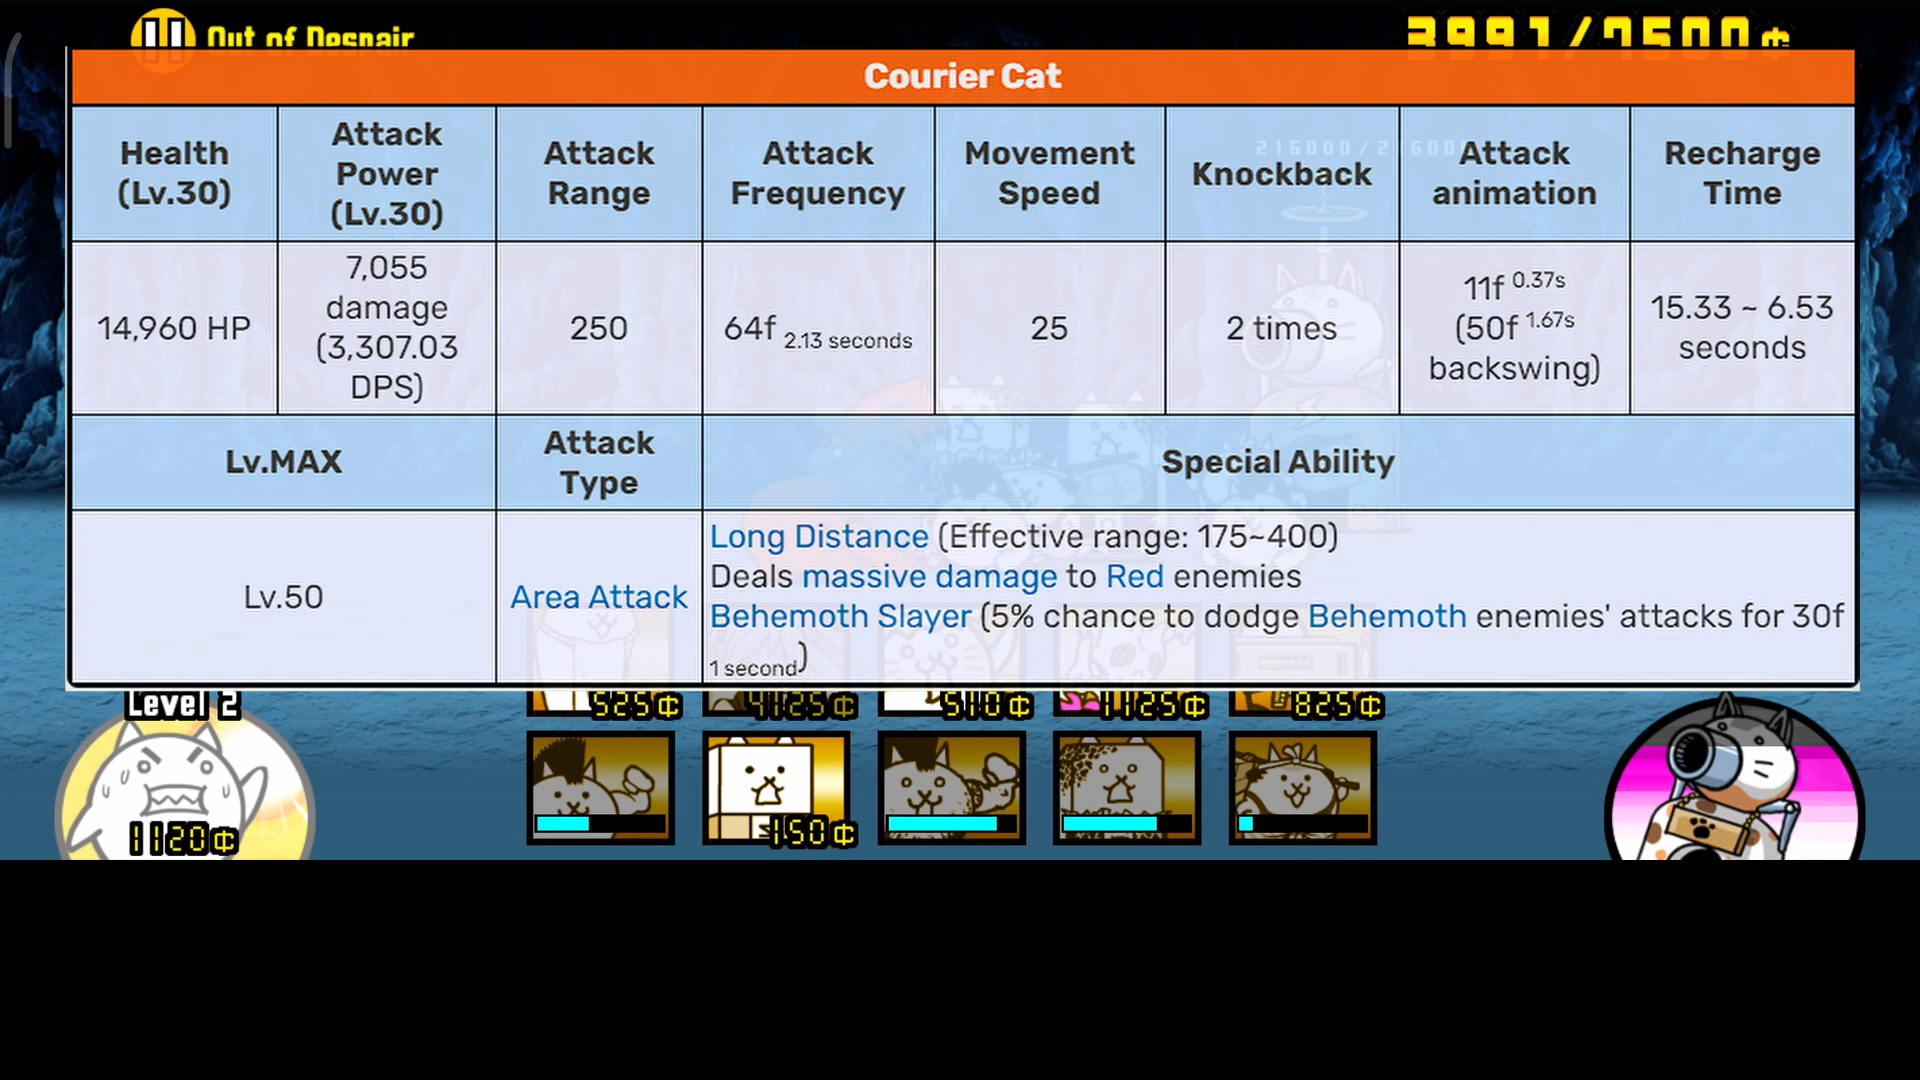 Out of Despair
3991/7500¢
Courier Cat
Health (Lv.30)
Attack Power (Lv.30)
Attack Range
Attack Frequency
Movement Speed
Knockback
Attack animation
Recharge Time
14,960 HP
7,055 damage (3,307.03 DPS)
250
64f 2.13 seconds
25
2 times
11f 0.37s (50f 1.67s backswing)
15.33 ~ 6.53 seconds
Lv.MAX
Attack Type
Special Ability
Lv.50
Area Attack
Long Distance (Effective range: 175~400)
Deals massive damage to Red enemies
Behemoth Slayer (5% chance to dodge Behemoth enemies' attacks for 30f
1 second)
Level 2
525¢
4125¢
510¢
1125¢
825¢
1120¢
150¢